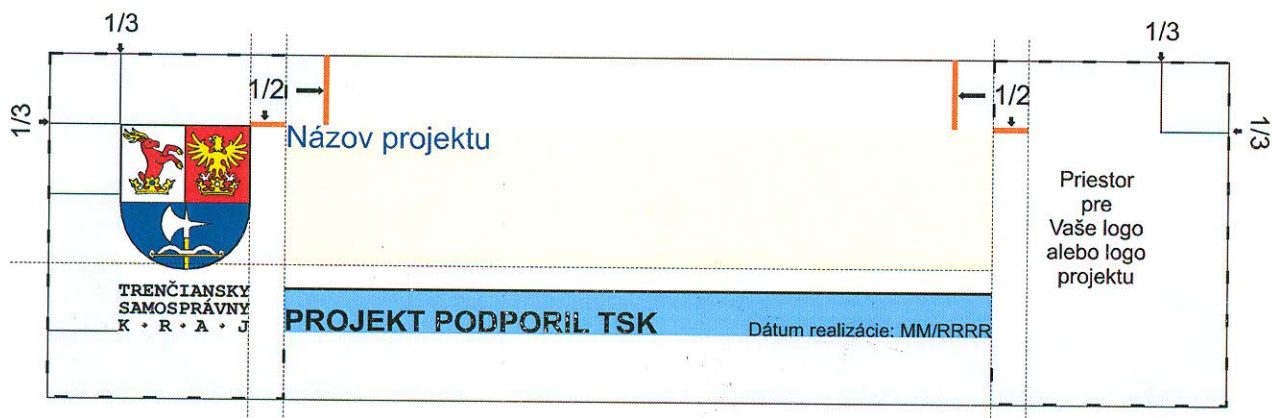 1/3
1/3
1/2
1/2
1/3
1/3
Názov projektu
Priestor
pre
Vaše logo
alebo logo
projektu
TRENČIANSKY
SAMOSPRÁVNY
K · R · A · J
PROJEKT PODPORIL TSK
Dátum realizácie: MM/RRRR